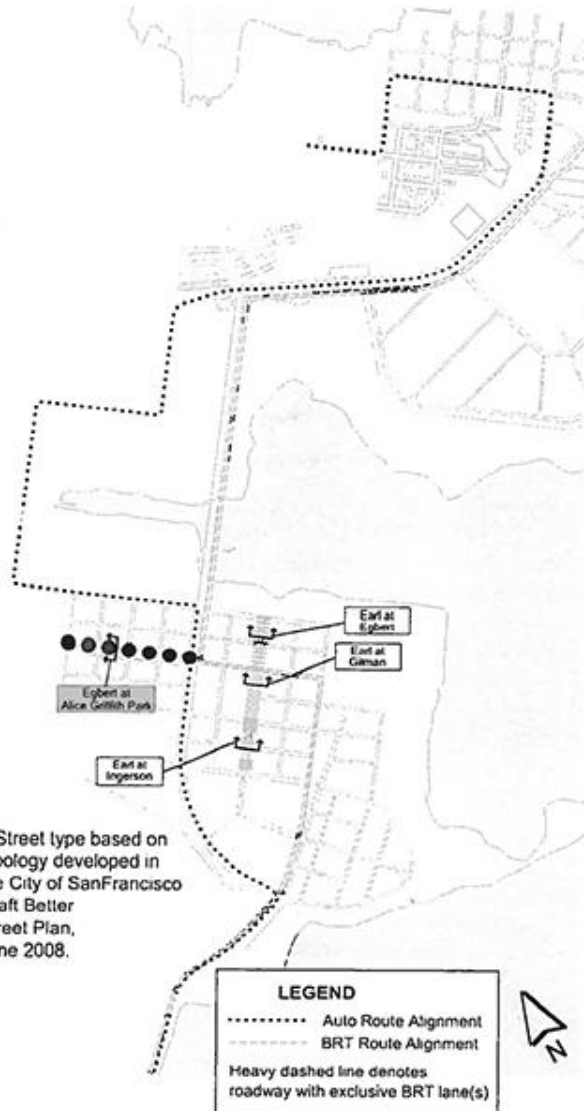 Earl at
Egbert
Earl at
Gilman
Egbert at
Alice Griffith Park
Earl at
Ingerson
Street type based on
pology developed in
e City of SanFrancisco
aft Better
reet Plan,
ne 2008.
LEGEND
Auto Route Alignment
BRT Route Alignment
Heavy dashed line denotes
roadway with exclusive BRT lane(s)
N